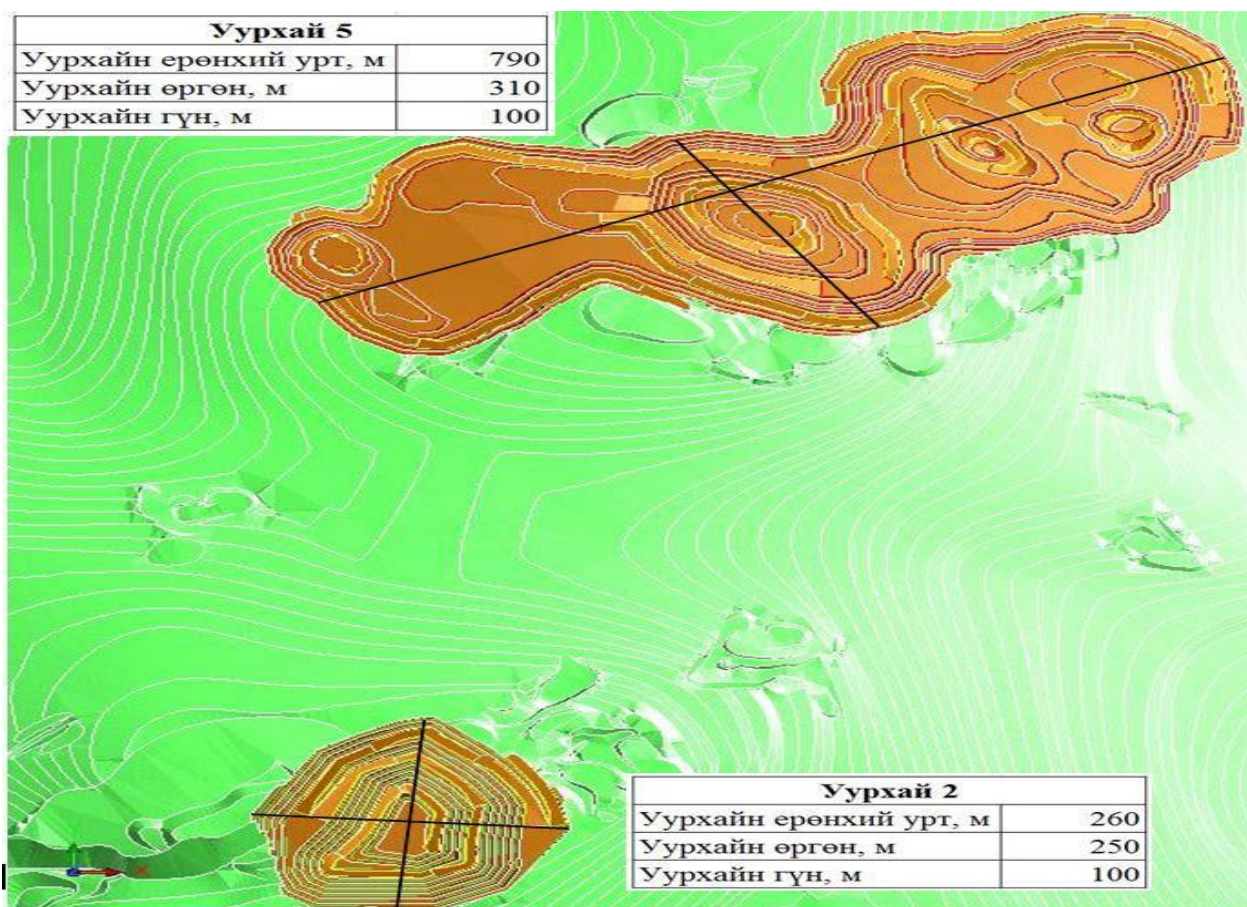 Уурхай 5
Уурхайн ерөнхий урт, м 790
Уурхайн өргөн, м 310
Уурхайн гүн, м 100
Уурхай 2
Уурхайн ерөнхий урт, м 260
Уурхайн өргөн, м 250
Уурхайн гүн, м 100